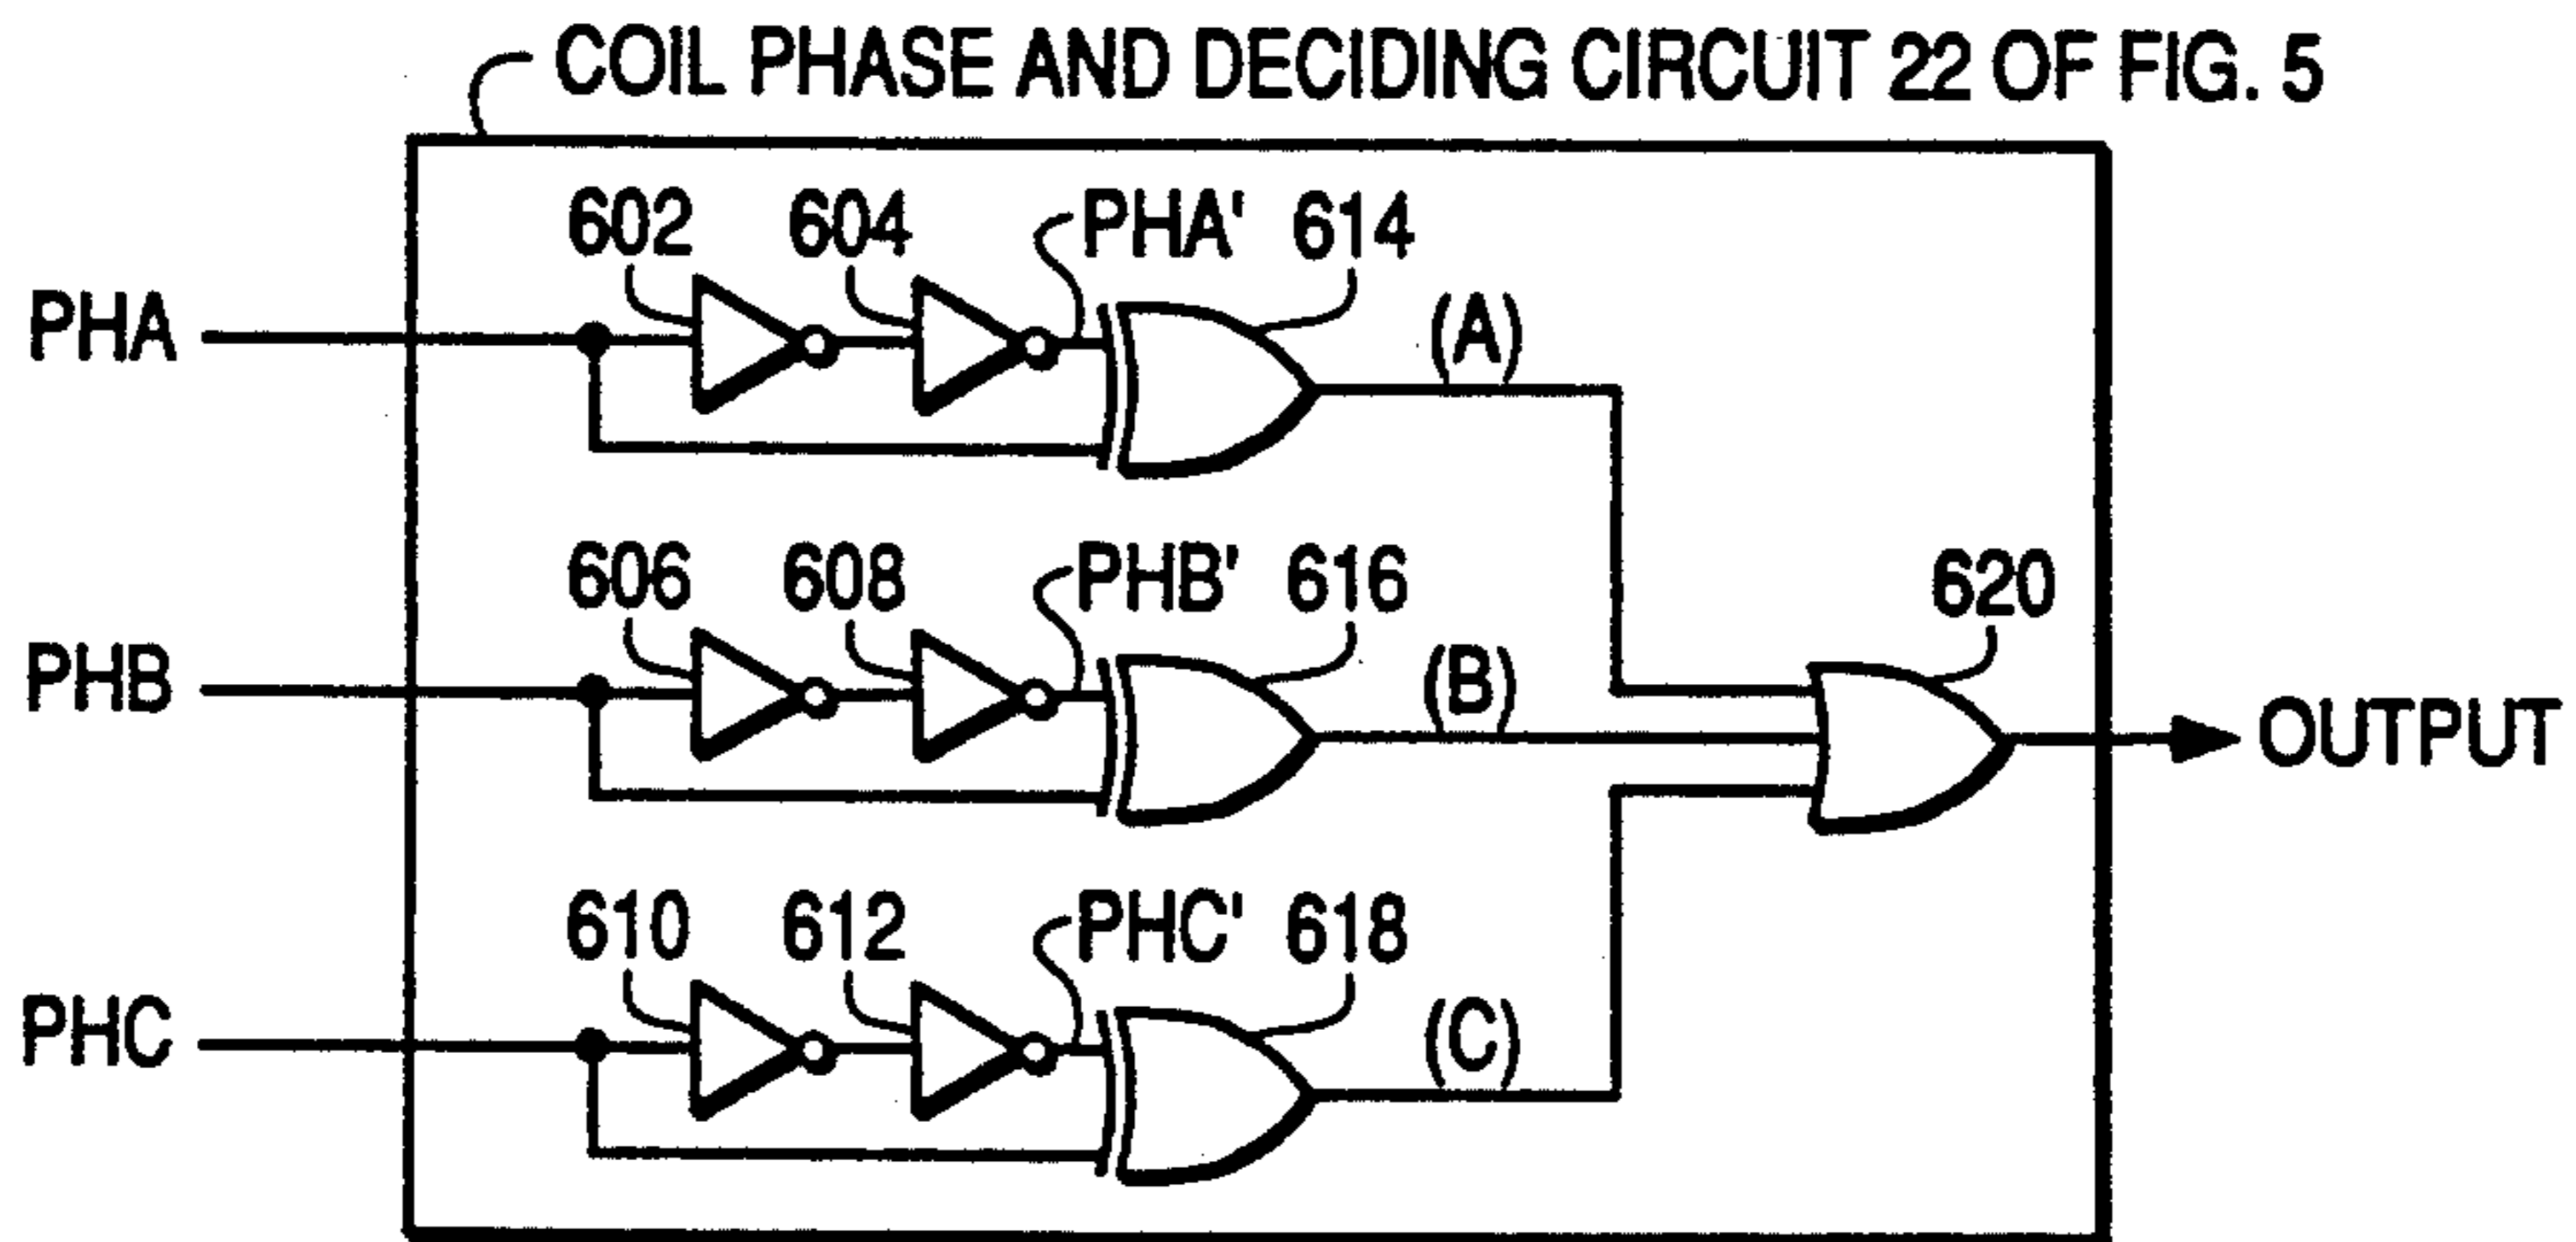 COIL PHASE AND DECIDING CIRCUIT 22 OF FIG. 5
602 604 PHA' 614
PHA (A)
606 608 PHB' 616 620
PHB (B)
OUTPUT
610 612 PHC' 618
PHC (C)